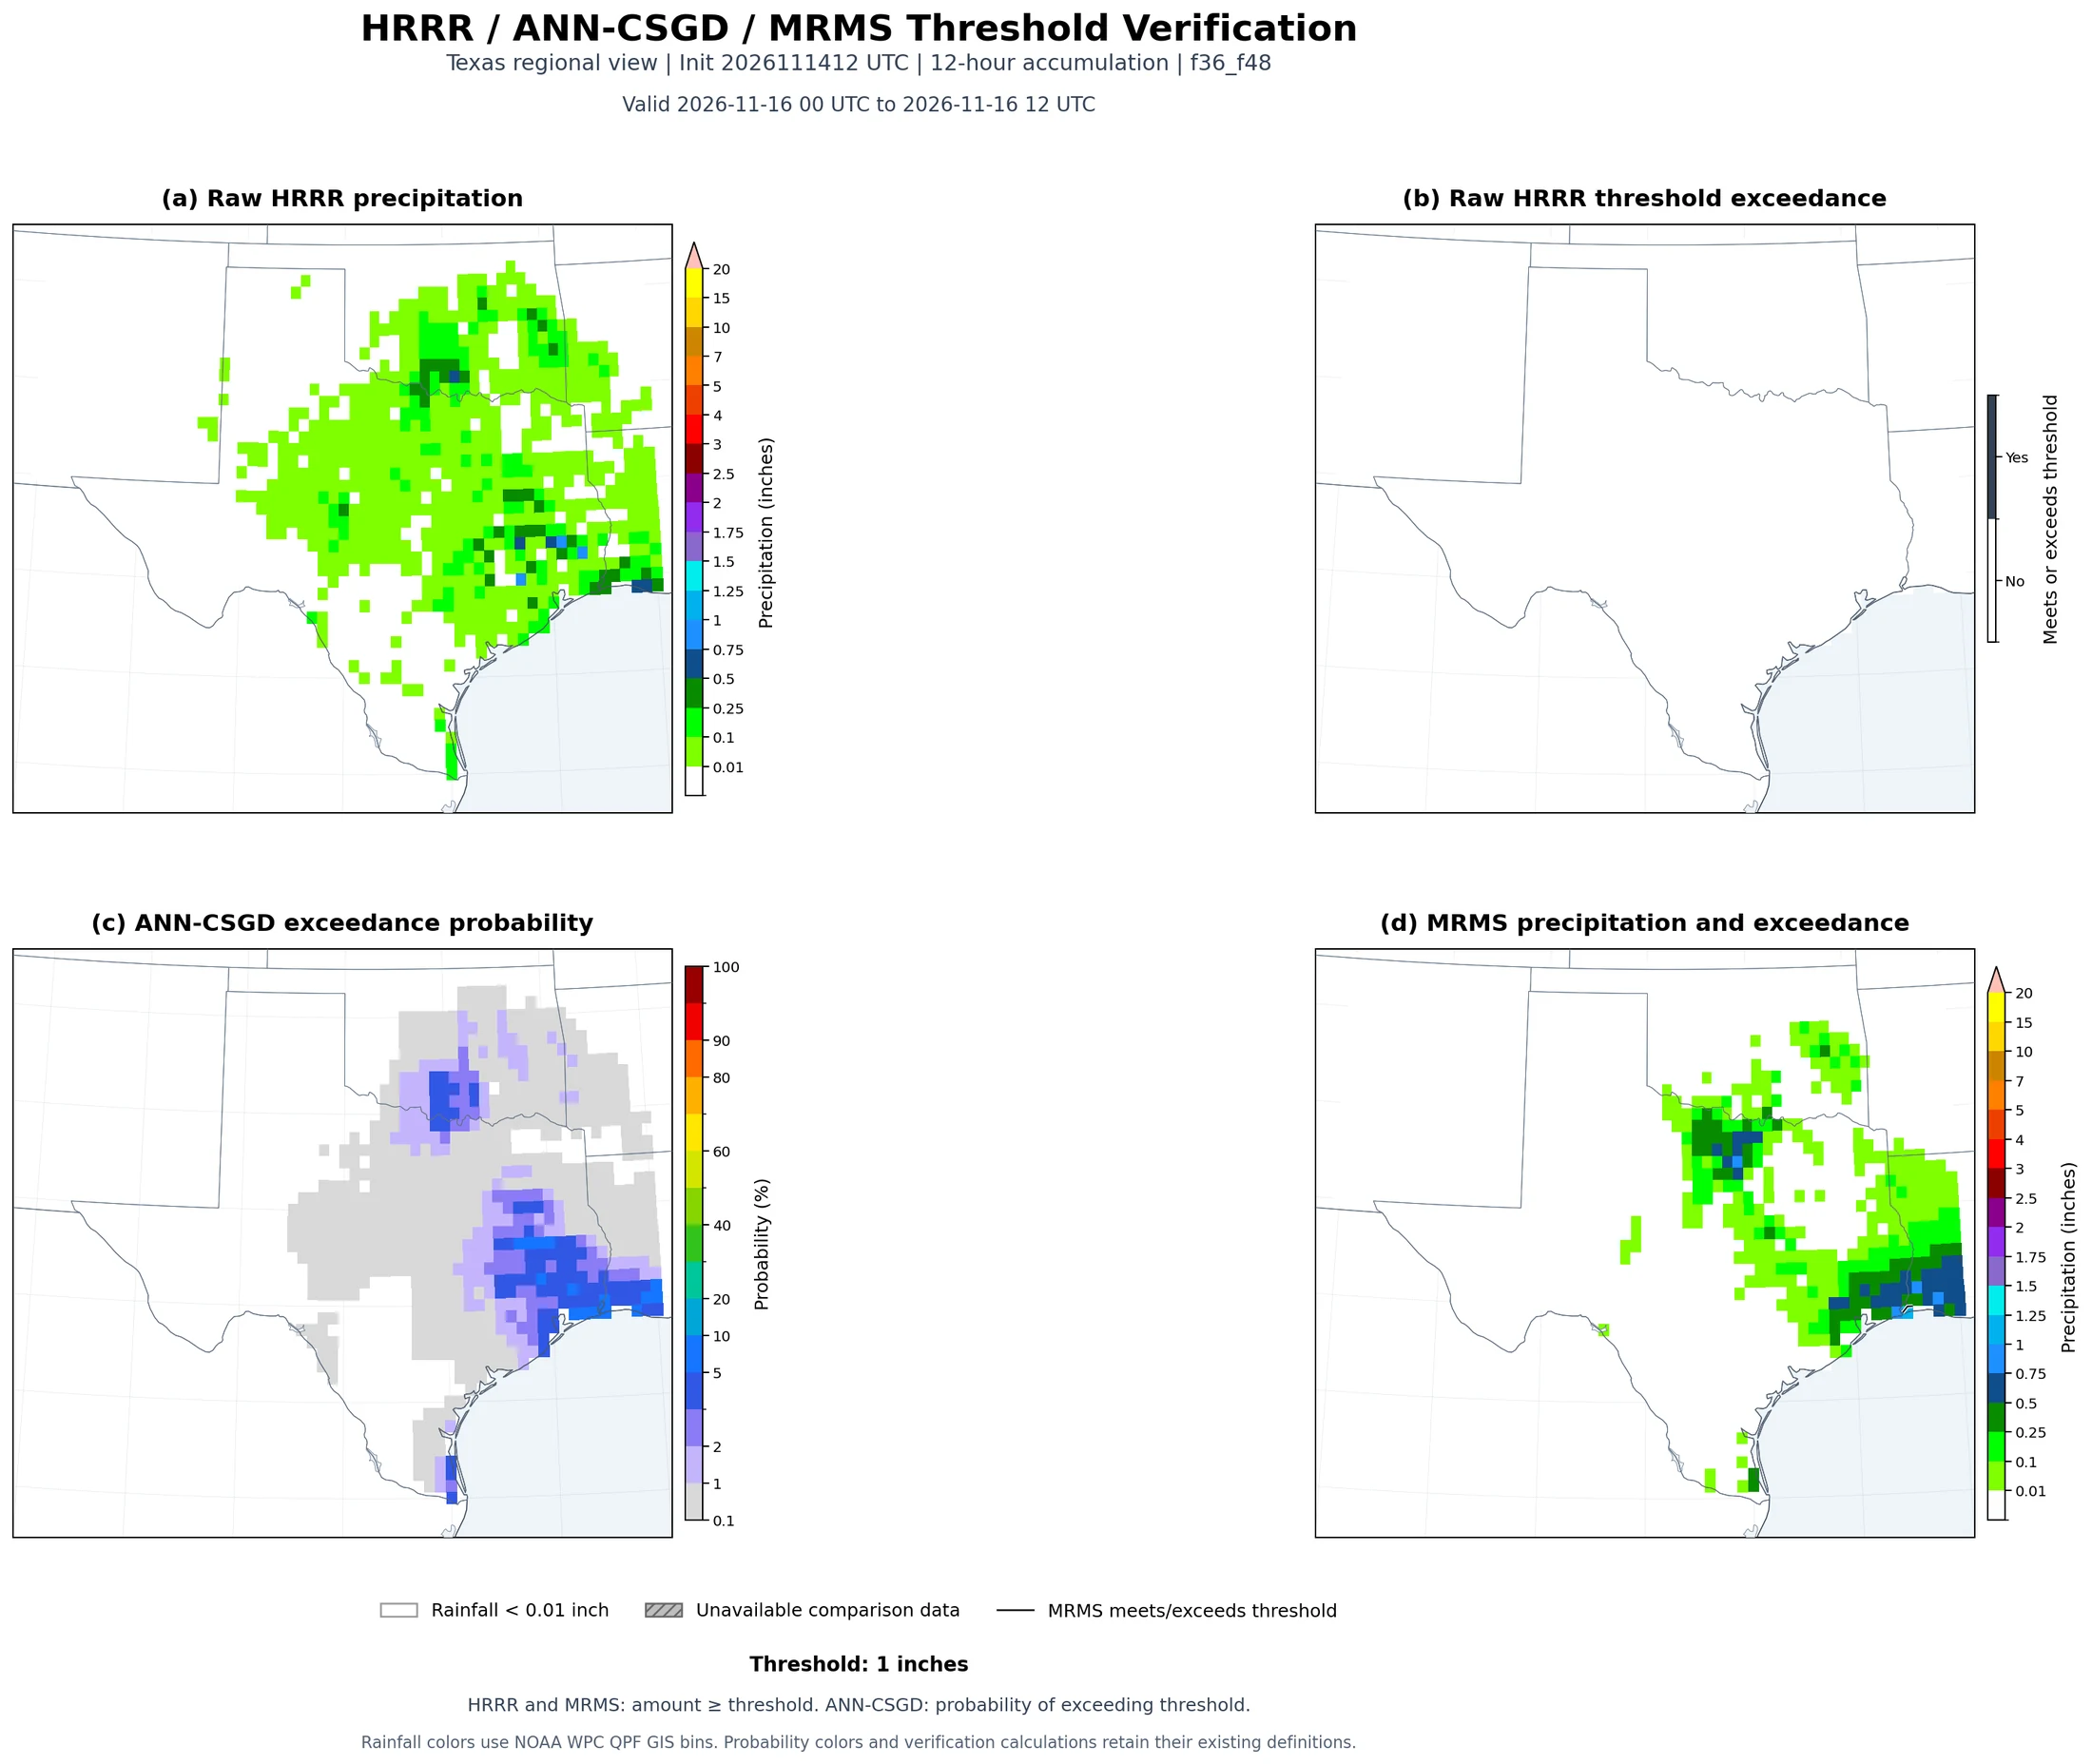 HRRR / ANN-CSGD / MRMS Threshold Verification
Texas regional view | Init 2026111412 UTC | 12-hour accumulation | f36_f48
Valid 2026-11-16 00 UTC to 2026-11-16 12 UTC
(a) Raw HRRR precipitation
20
15
10
7
5
4
3
2.5
2
1.75
1.5
1.25
1
0.75
0.5
0.25
0.1
0.01
Precipitation (inches)
(b) Raw HRRR threshold exceedance
Yes
No
Meets or exceeds threshold
(c) ANN-CSGD exceedance probability
100
90
80
60
40
20
10
5
2
1
0.1
Probability (%)
(d) MRMS precipitation and exceedance
20
15
10
7
5
4
3
2.5
2
1.75
1.5
1.25
1
0.75
0.5
0.25
0.1
0.01
Precipitation (inches)
Rainfall < 0.01 inch
Unavailable comparison data
MRMS meets/exceeds threshold
Threshold: 1 inches
HRRR and MRMS: amount ≥ threshold. ANN-CSGD: probability of exceeding threshold.
Rainfall colors use NOAA WPC QPF GIS bins. Probability colors and verification calculations retain their existing definitions.